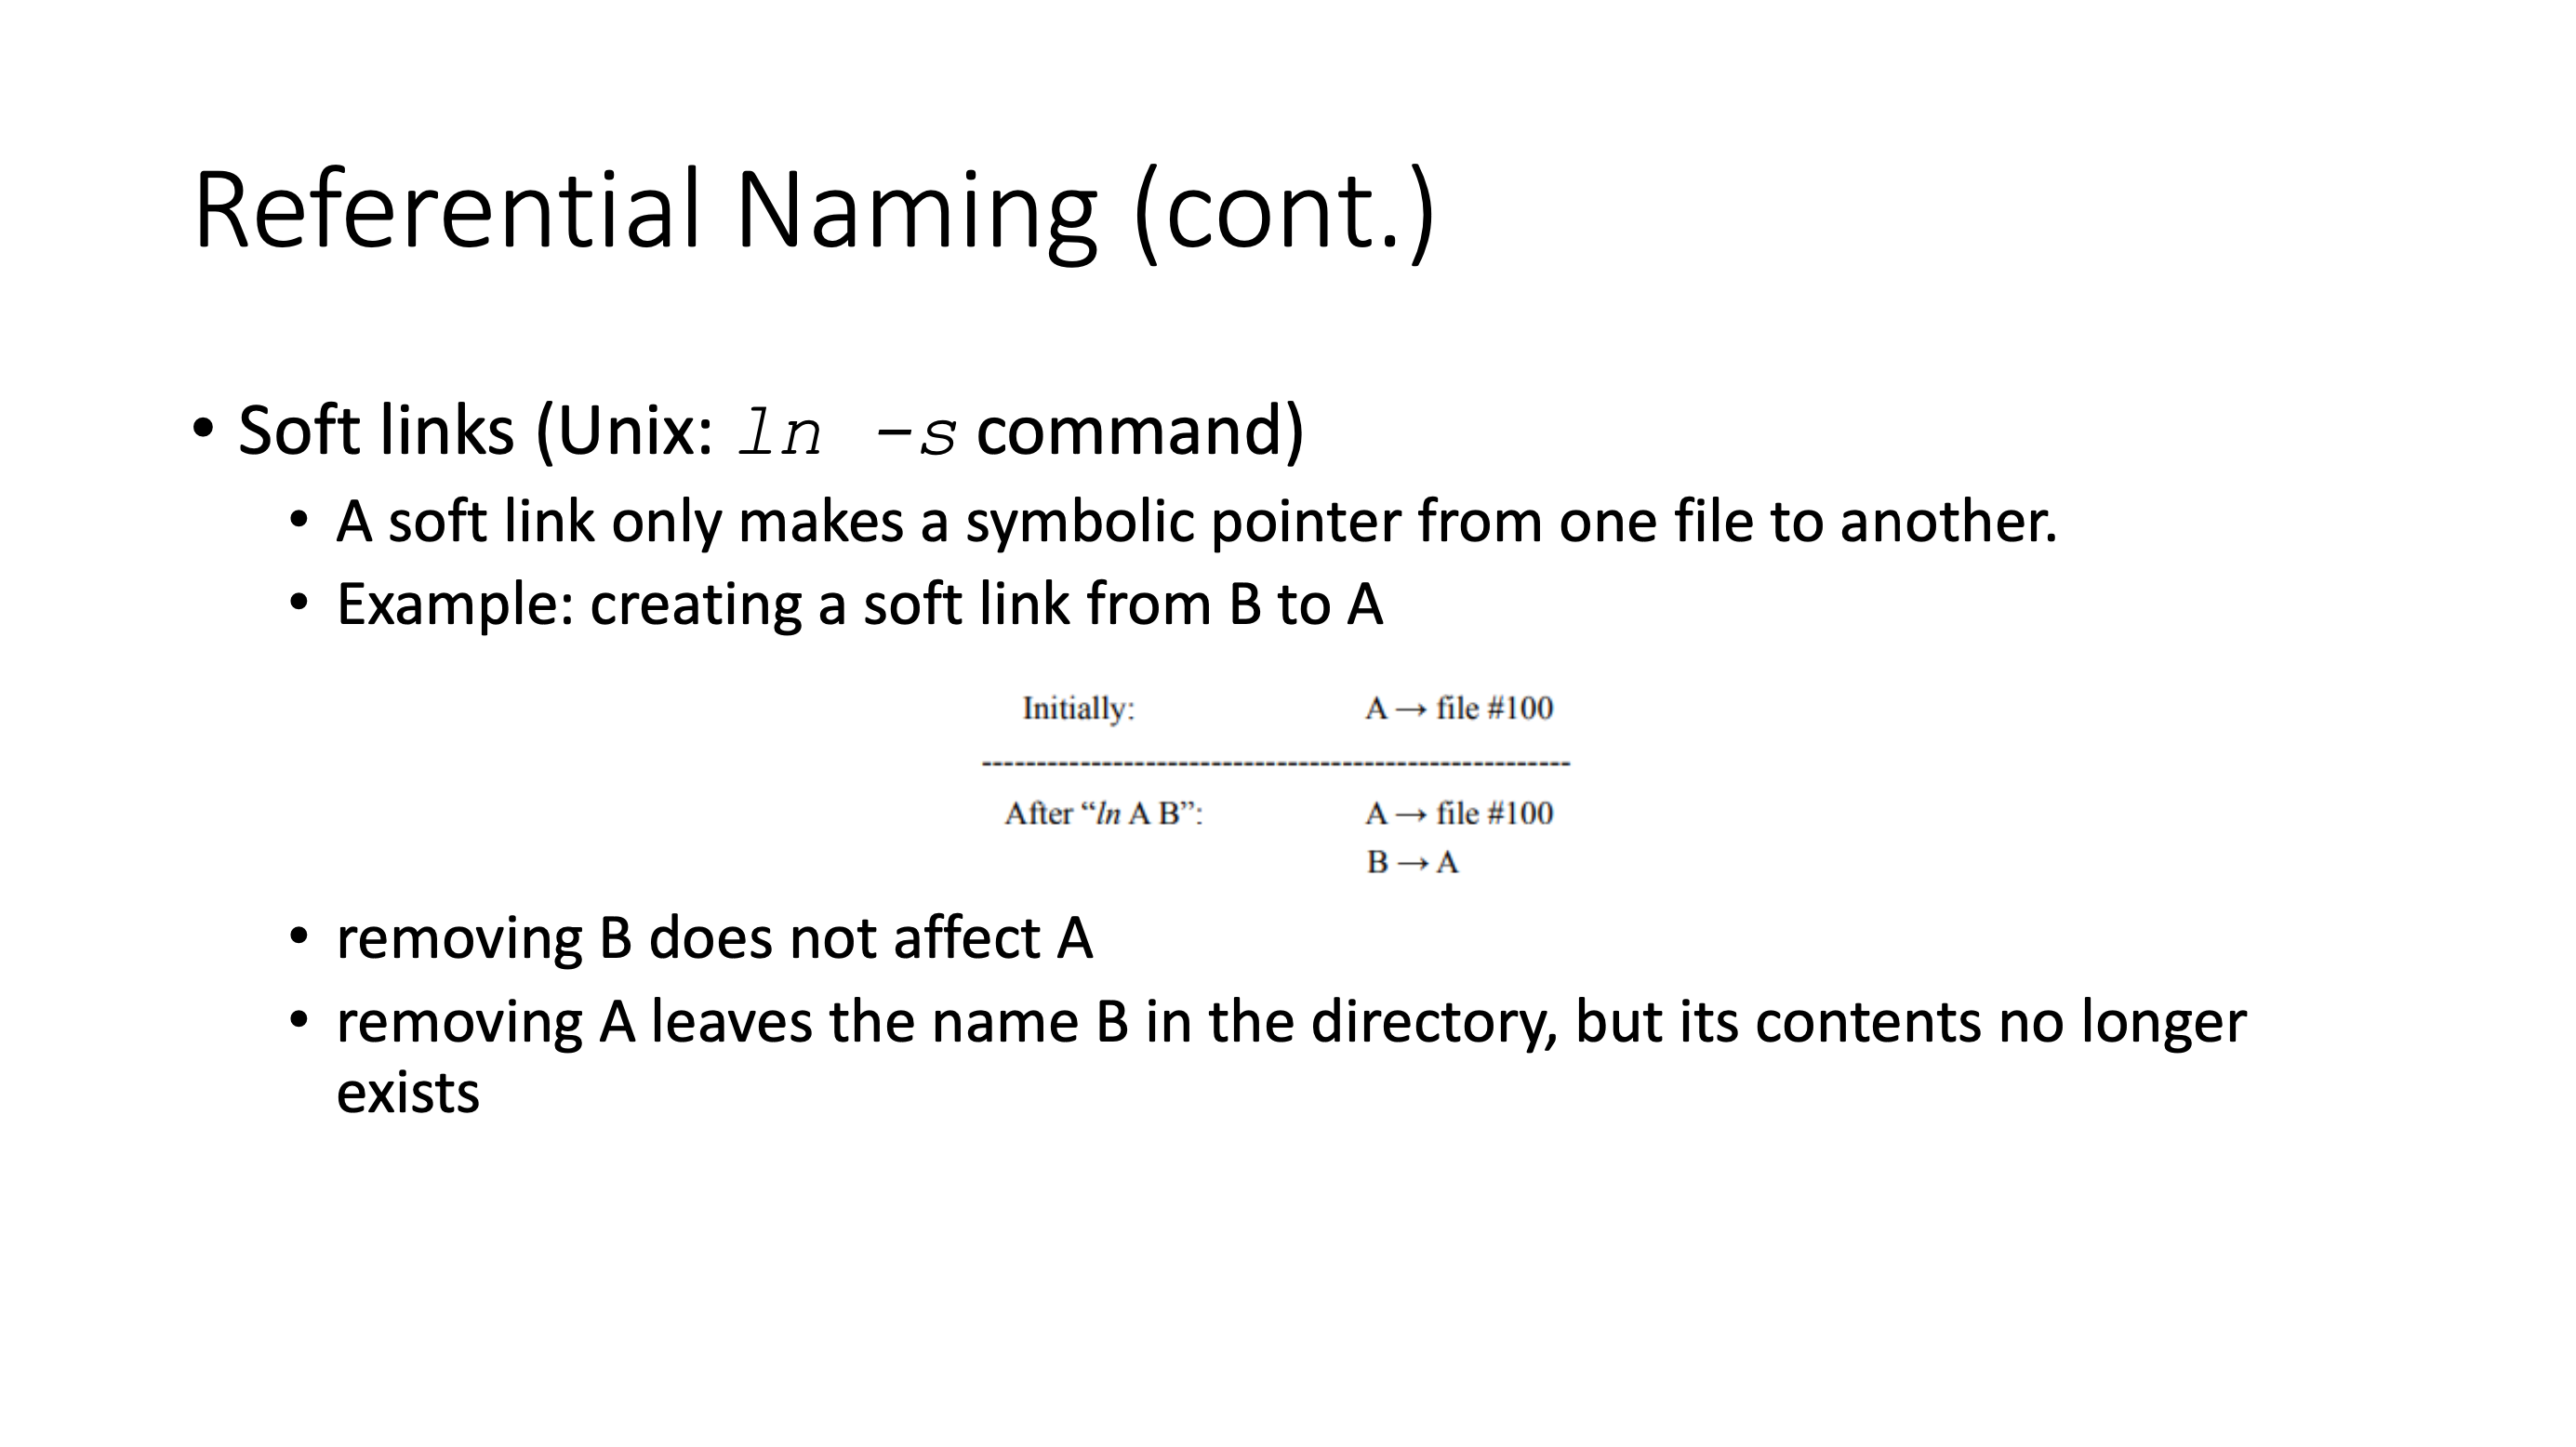 Referential Naming (cont.)
• Soft links (Unix: ln -s command)
• A soft link only makes a symbolic pointer from one file to another.
• Example: creating a soft link from B to A
Initially: A → file #100
------------------------------------------------------
After “ln A B”: A → file #100
B → A
• removing B does not affect A
• removing A leaves the name B in the directory, but its contents no longer
exists